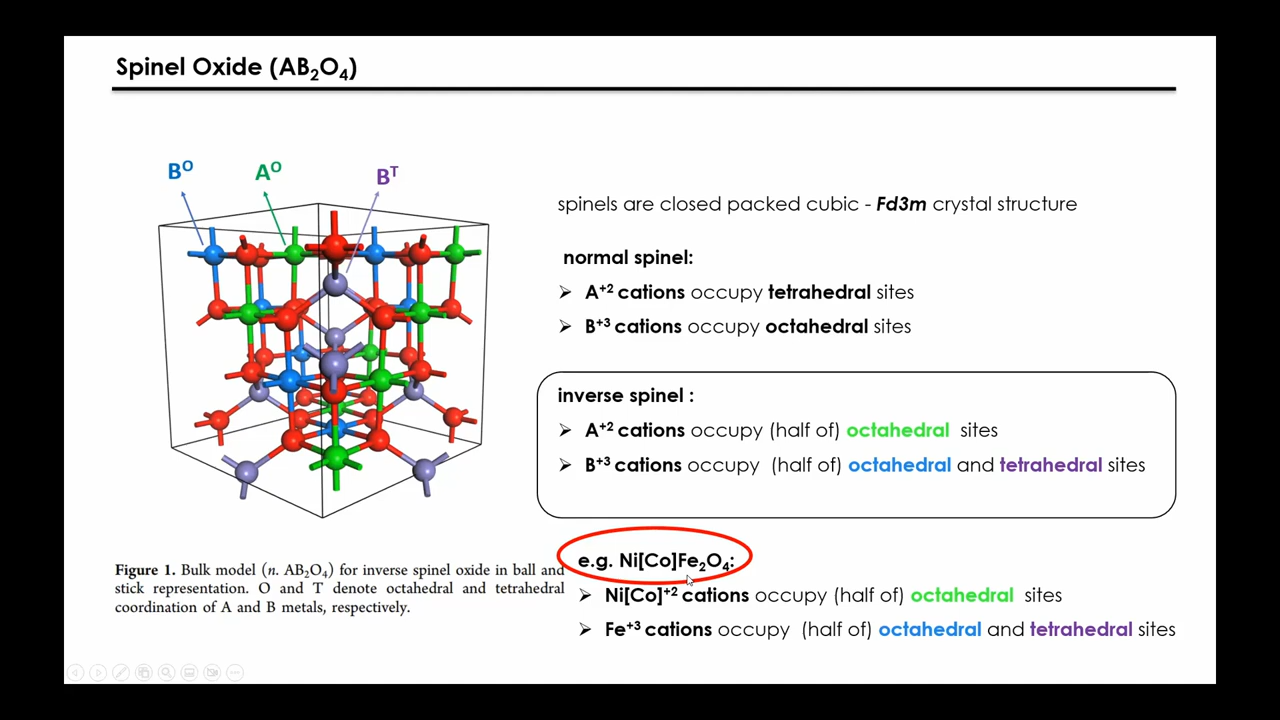 Spinel Oxide (AB₂O₄)
Bᴼ Aᴼ Bᵀ
spinels are closed packed cubic - Fd3m crystal structure
normal spinel:
➢ A⁺² cations occupy tetrahedral sites
➢ B⁺³ cations occupy octahedral sites
inverse spinel :
➢ A⁺² cations occupy (half of) octahedral sites
➢ B⁺³ cations occupy (half of) octahedral and tetrahedral sites
e.g. Ni[Co]Fe₂O₄:
➢ Ni[Co]⁺² cations occupy (half of) octahedral sites
➢ Fe⁺³ cations occupy (half of) octahedral and tetrahedral sites
Figure 1. Bulk model (n. AB₂O₄) for inverse spinel oxide in ball and
stick representation. O and T denote octahedral and tetrahedral
coordination of A and B metals, respectively.